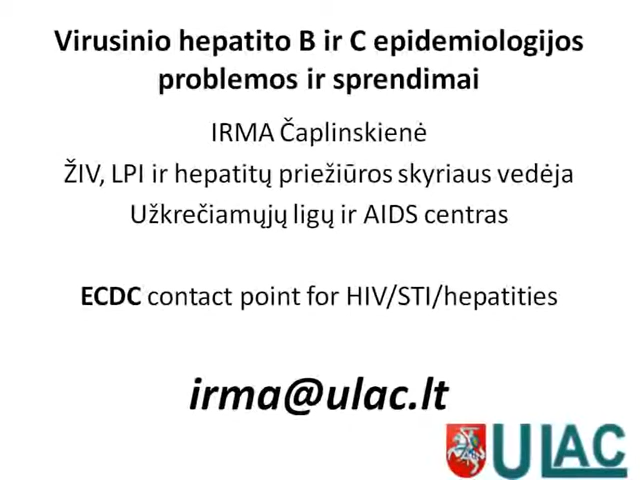 Virusinio hepatito B ir C epidemiologijos
problemos ir sprendimai
IRMA Čaplinskienė
ŽIV, LPI ir hepatitų priežiūros skyriaus vedėja
Užkrečiamųjų ligų ir AIDS centras
ECDC contact point for HIV/STI/hepatities
irma@ulac.lt
ULAC